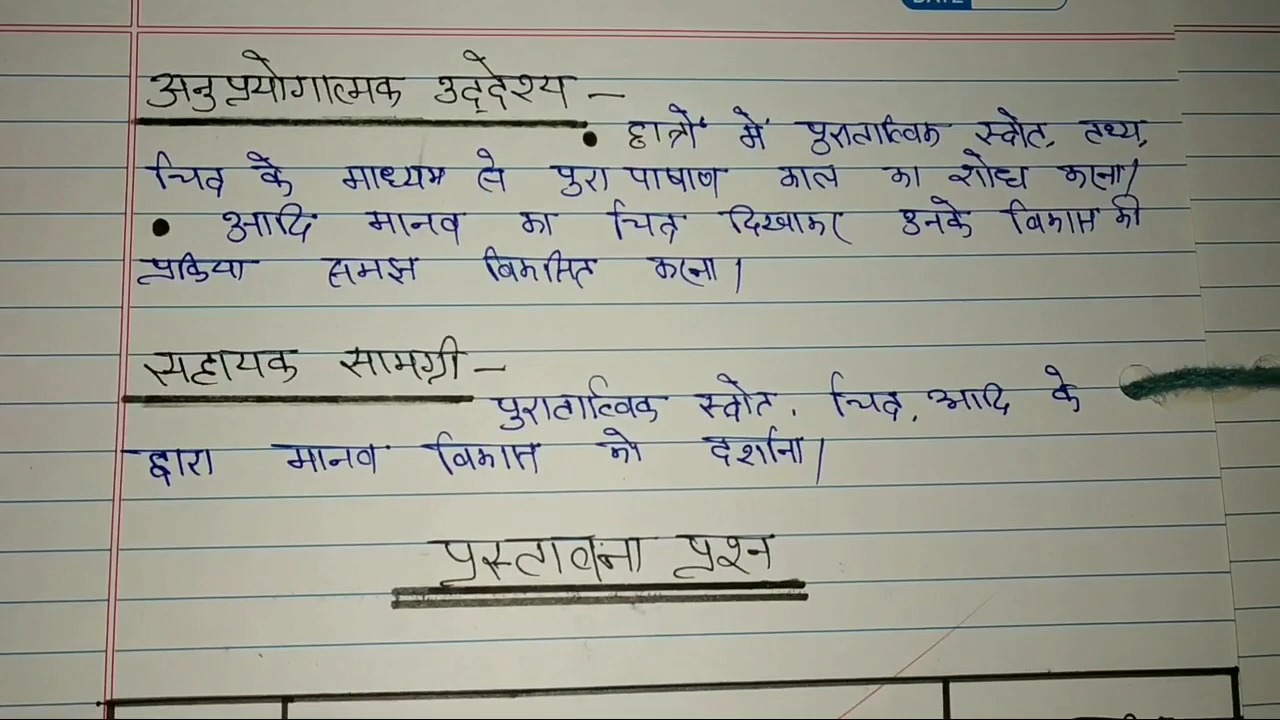 DATE
अनुप्रयोगात्मक उद्देश्य –
• छात्रों में पुरातात्विक स्त्रोत, तथ्य,
चित्र के माध्यम से पुरा पाषाण काल का शोध करना।
• आदि मानव का चित्र दिखाकर उनके विकास की
प्रक्रिया समझ विकसित करना।
सहायक सामग्री –
पुरातात्विक स्त्रोत, चित्र, आदि के
द्वारा मानव विकास को दर्शाना।
प्रस्तावना प्रश्न